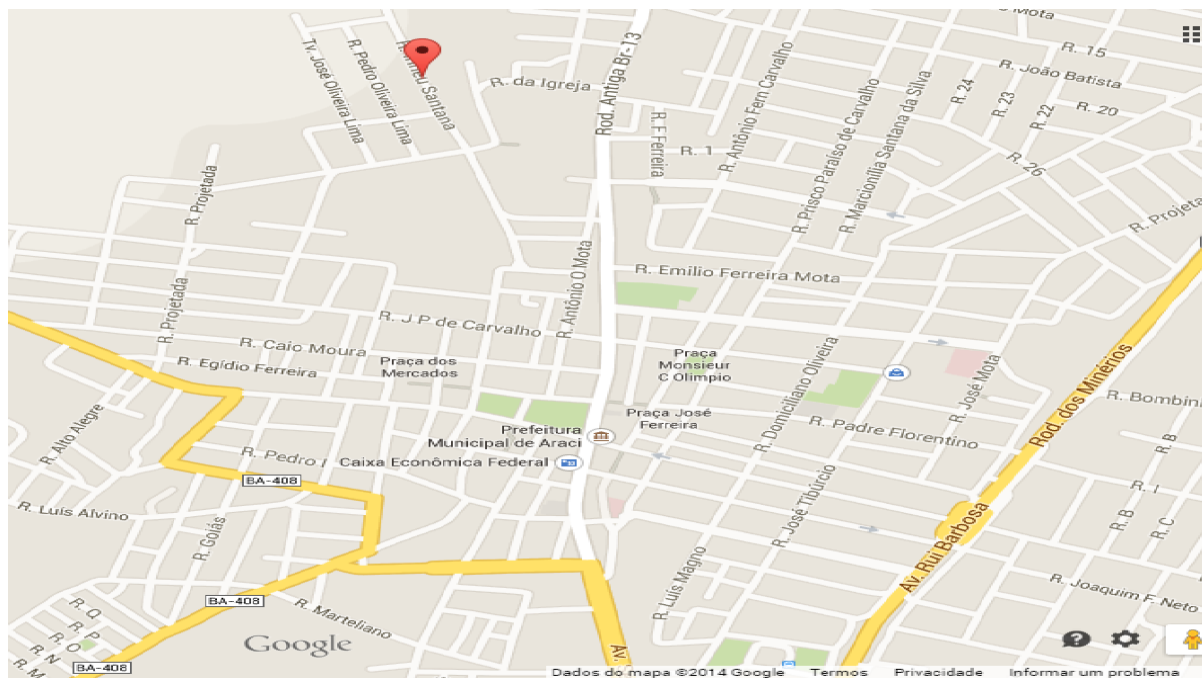 O Mota
R. 15
R. João Batista
R. 24
R. 23
R. 22
R. 20
R. 26
Tv. José Oliveira Lima
R. Pedro Oliveira Lima
Santana
R. da Igreja
Rod. Antiga Br-13
R. F Ferreira
R. 1
R. Antônio Fern Carvalho
R. Prisco Paraíso de Carvalho
R. Marcionilia Santana da Silva
R. Projetada
R. Projeta
R. Emílio Ferreira Mota
R. Antônio O Mota
R. Projetada
R. J P de Carvalho
R. Caio Moura
R. Egídio Ferreira
Praça dos
Mercados
Praça
Monsieur
C Olimpio
R. Domiciliano Oliveira
R. José Mota
Rod. dos Minérios
R. Bombini
R. Alto Alegre
Praça José
Ferreira
R. Padre Florentino
Prefeitura
Municipal de Araci
R. B
R. Pedro I
Caixa Econômica Federal
BA-408
R. I
R. Luís Alvino
R. Goiás
R. José Tibúrcio
Av. Rui Barbosa
R. B
R. C
R. Luís Magno
R. Joaquim F. Neto
BA-408
R. Marteliano
R. Q
R. P
R. O
R. N
R. M
BA-408
Google
Av.
Dados do mapa ©2014 Google
Termos
Privacidade
Informar um problema